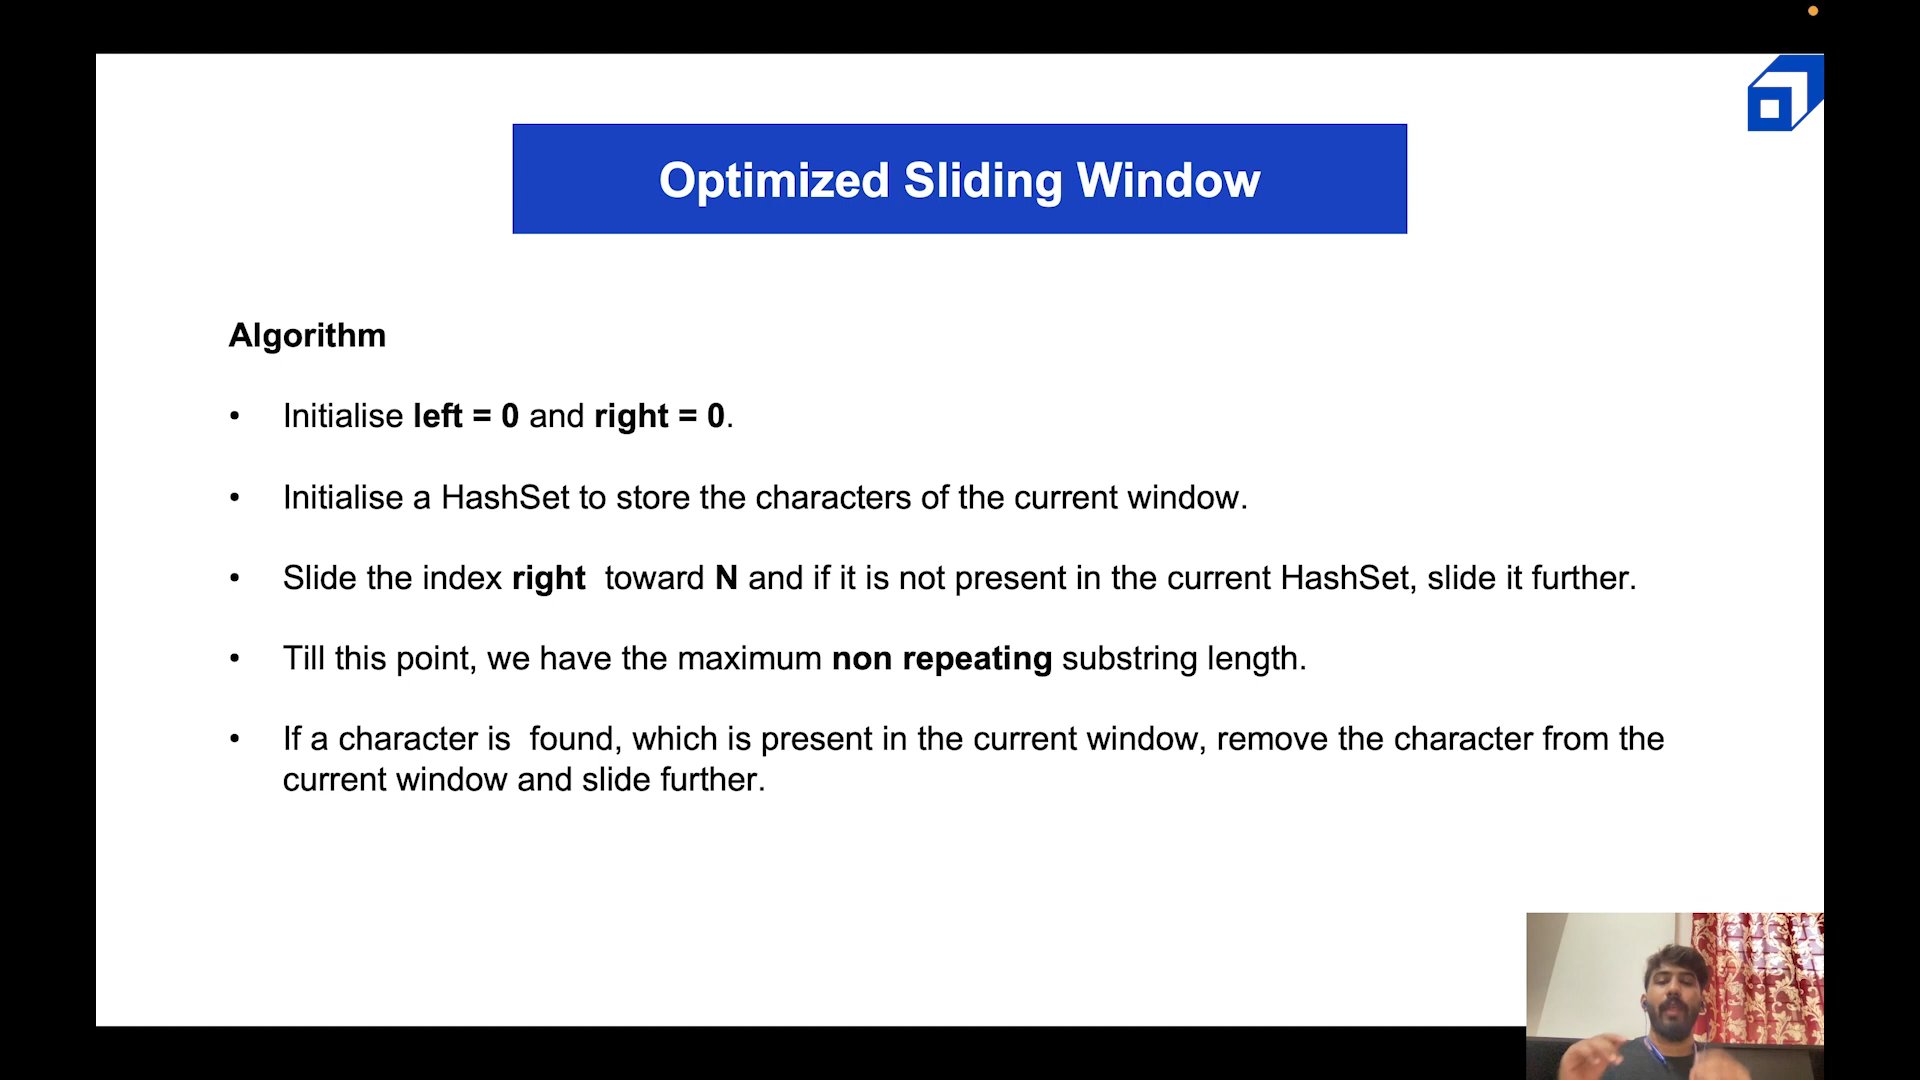 Optimized Sliding Window
Algorithm
• Initialise left = 0 and right = 0.
• Initialise a HashSet to store the characters of the current window.
• Slide the index right  toward N and if it is not present in the current HashSet, slide it further.
• Till this point, we have the maximum non repeating substring length.
• If a character is  found, which is present in the current window, remove the character from the
current window and slide further.